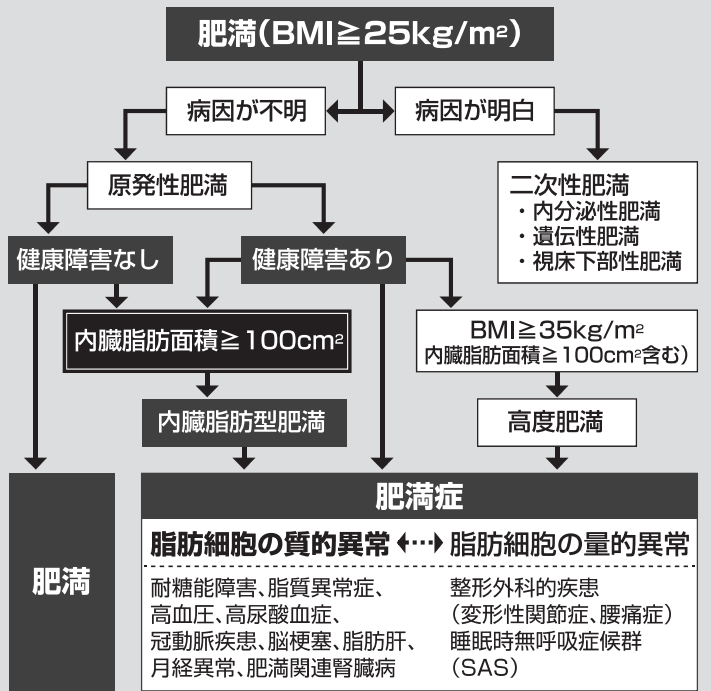 肥満(BMI≧25kg/m²)
病因が不明
病因が明白
原発性肥満
二次性肥満
・内分泌性肥満
・遺伝性肥満
・視床下部性肥満
健康障害なし
健康障害あり
内臓脂肪面積≧100cm²
BMI≧35kg/m²
内臓脂肪面積≧100cm²含む)
内臓脂肪型肥満
高度肥満
肥満
肥満症
脂肪細胞の質的異常
脂肪細胞の量的異常
耐糖能障害、脂質異常症、
高血圧、高尿酸血症、
冠動脈疾患、脳梗塞、脂肪肝、
月経異常、肥満関連腎臓病
整形外科的疾患
(変形性関節症、腰痛症)
睡眠時無呼吸症候群
(SAS)